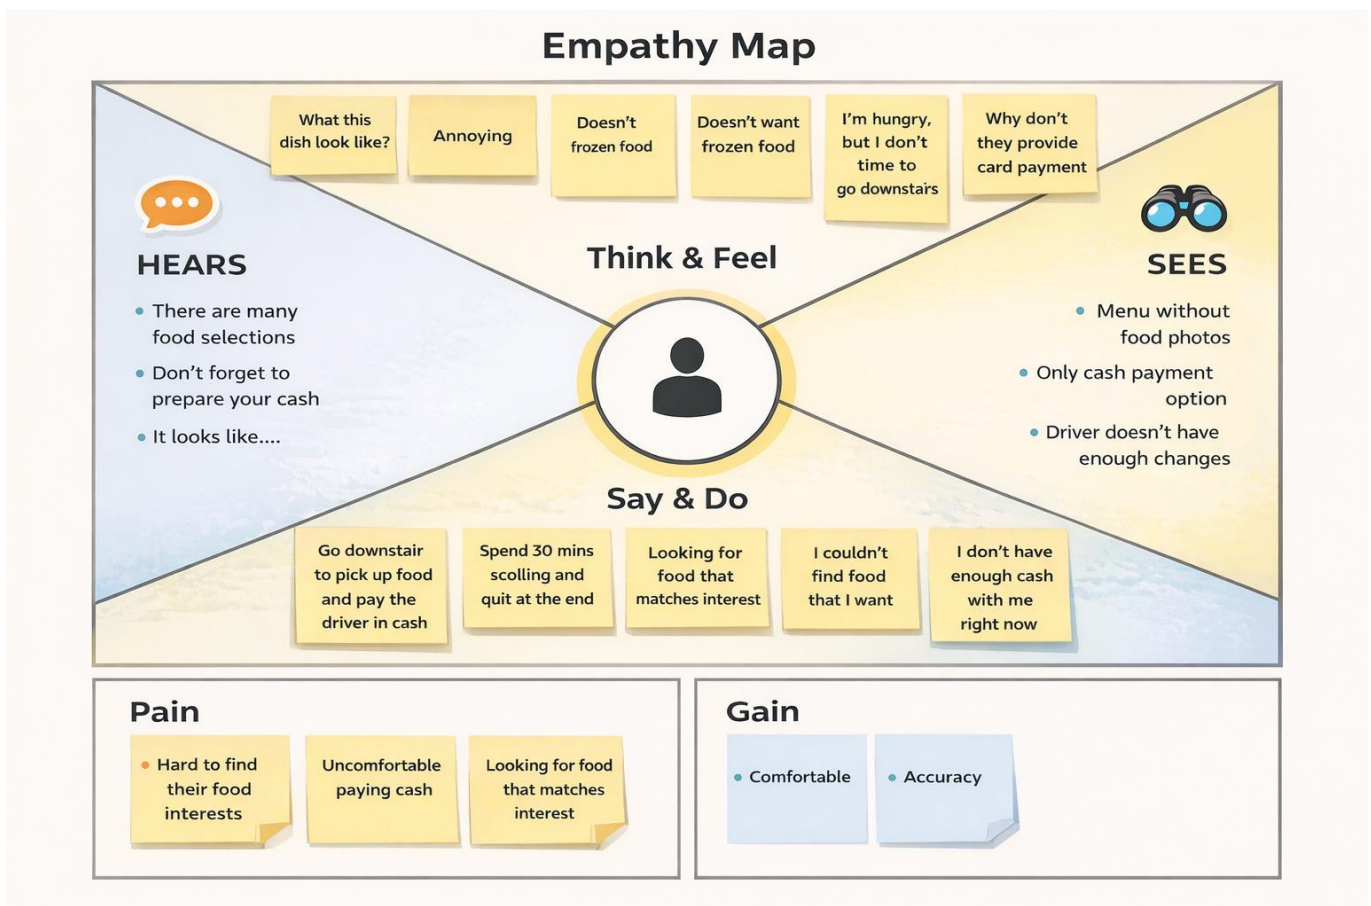 Empathy Map
What this
dish look like?
Annoying
Doesn't
frozen food
Doesn't want
frozen food
I'm hungry,
but I don't
time to
go downstairs
Why don't
they provide
card payment
Think & Feel
HEARS
• There are many
food selections
• Don't forget to
prepare your cash
• It looks like....
SEES
• Menu without
food photos
• Only cash payment
option
• Driver doesn't have
enough changes
Say & Do
Go downstair
to pick up food
and pay the
driver in cash
Spend 30 mins
scolling and
quit at the end
Looking for
food that
matches interest
I couldn't
find food
that I want
I don't have
enough cash
with me
right now
Pain
• Hard to find
their food
interests
Uncomfortable
paying cash
Looking for food
that matches
interest
Gain
• Comfortable
• Accuracy